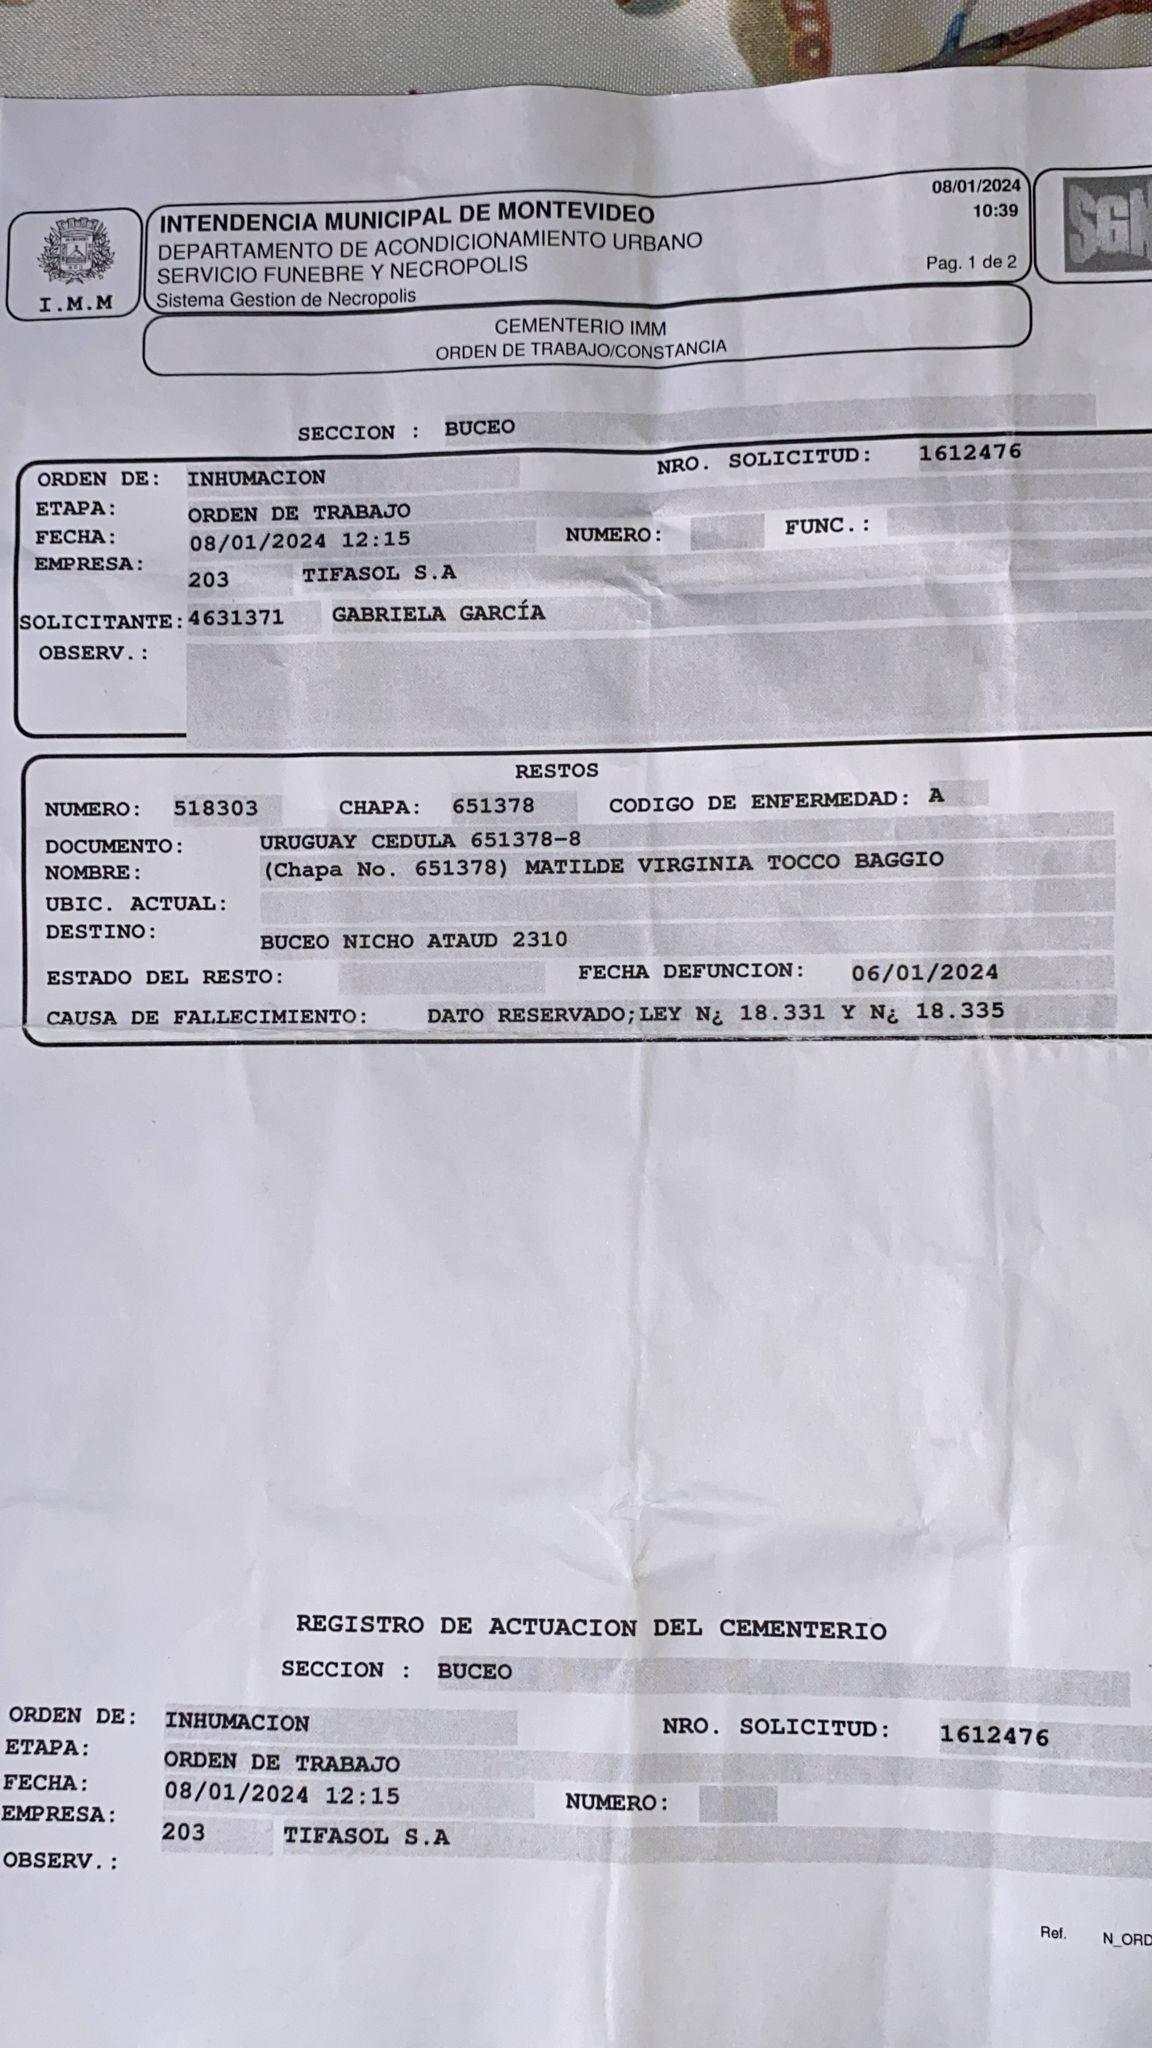 08/01/2024
10:39
Pag. 1 de 2
I.M.M
INTENDENCIA MUNICIPAL DE MONTEVIDEO
DEPARTAMENTO DE ACONDICIONAMIENTO URBANO
SERVICIO FUNEBRE Y NECROPOLIS
Sistema Gestion de Necropolis
CEMENTERIO IMM
ORDEN DE TRABAJO/CONSTANCIA
SECCION : BUCEO
ORDEN DE: INHUMACION NRO. SOLICITUD: 1612476
ETAPA: ORDEN DE TRABAJO
FECHA: 08/01/2024 12:15 NUMERO: FUNC.:
EMPRESA: 203 TIFASOL S.A
SOLICITANTE: 4631371 GABRIELA GARCÍA
OBSERV.:
RESTOS
NUMERO: 518303 CHAPA: 651378 CODIGO DE ENFERMEDAD: A
DOCUMENTO: URUGUAY CEDULA 651378-8
NOMBRE: (Chapa No. 651378) MATILDE VIRGINIA TOCCO BAGGIO
UBIC. ACTUAL:
DESTINO: BUCEO NICHO ATAUD 2310
ESTADO DEL RESTO: FECHA DEFUNCION: 06/01/2024
CAUSA DE FALLECIMIENTO: DATO RESERVADO;LEY N¿ 18.331 Y N¿ 18.335
REGISTRO DE ACTUACION DEL CEMENTERIO
SECCION : BUCEO
ORDEN DE: INHUMACION NRO. SOLICITUD: 1612476
ETAPA: ORDEN DE TRABAJO
FECHA: 08/01/2024 12:15 NUMERO:
EMPRESA: 203 TIFASOL S.A
OBSERV.:
Ref. N_ORD